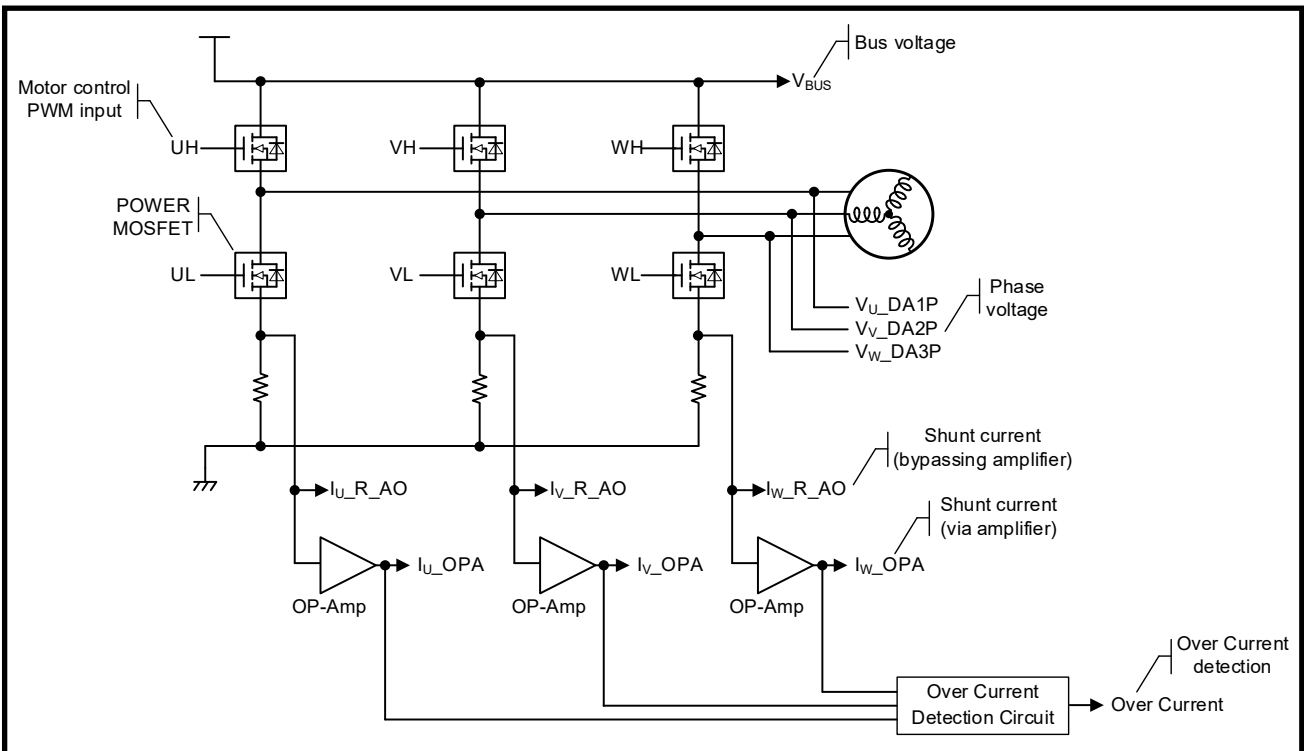 Bus voltage
VBUS
Motor control
PWM input
UH
VH
WH
POWER
MOSFET
UL
VL
WL
Phase
voltage
VU_DA1P
VV_DA2P
VW_DA3P
Shunt current
(bypassing amplifier)
IU_R_AO
IV_R_AO
IW_R_AO
Shunt current
(via amplifier)
IU_OPA
IV_OPA
IW_OPA
OP-Amp
OP-Amp
OP-Amp
Over Current
detection
Over Current
Detection Circuit
Over Current